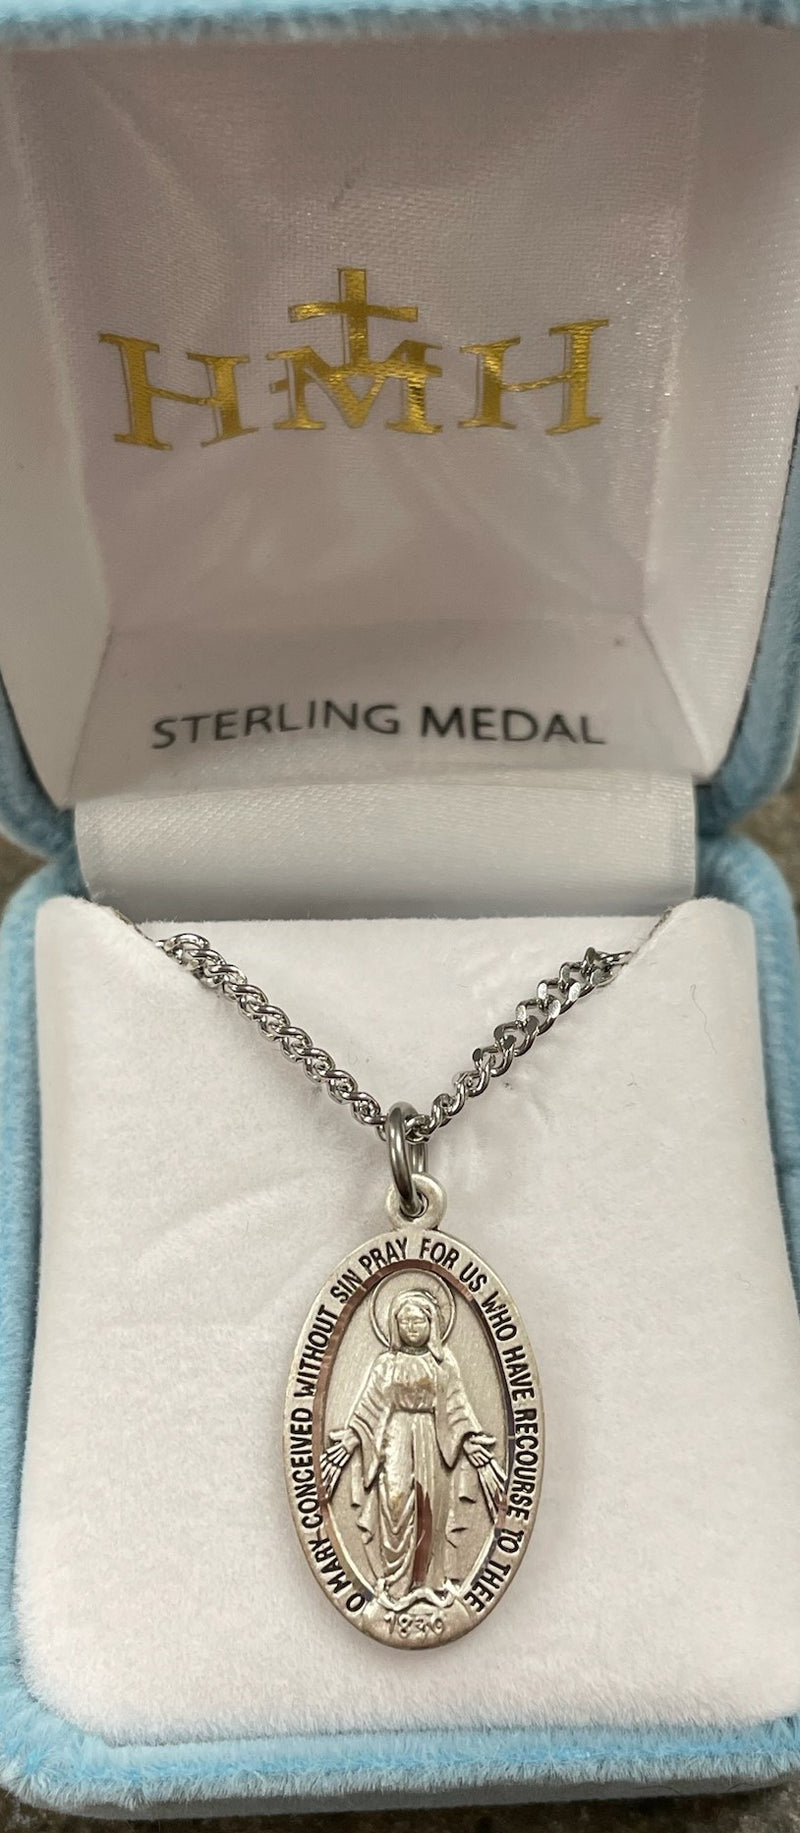 HMH
STERLING MEDAL
O MARY CONCEIVED WITHOUT SIN PRAY FOR US WHO HAVE RECOURSE TO THEE
1830